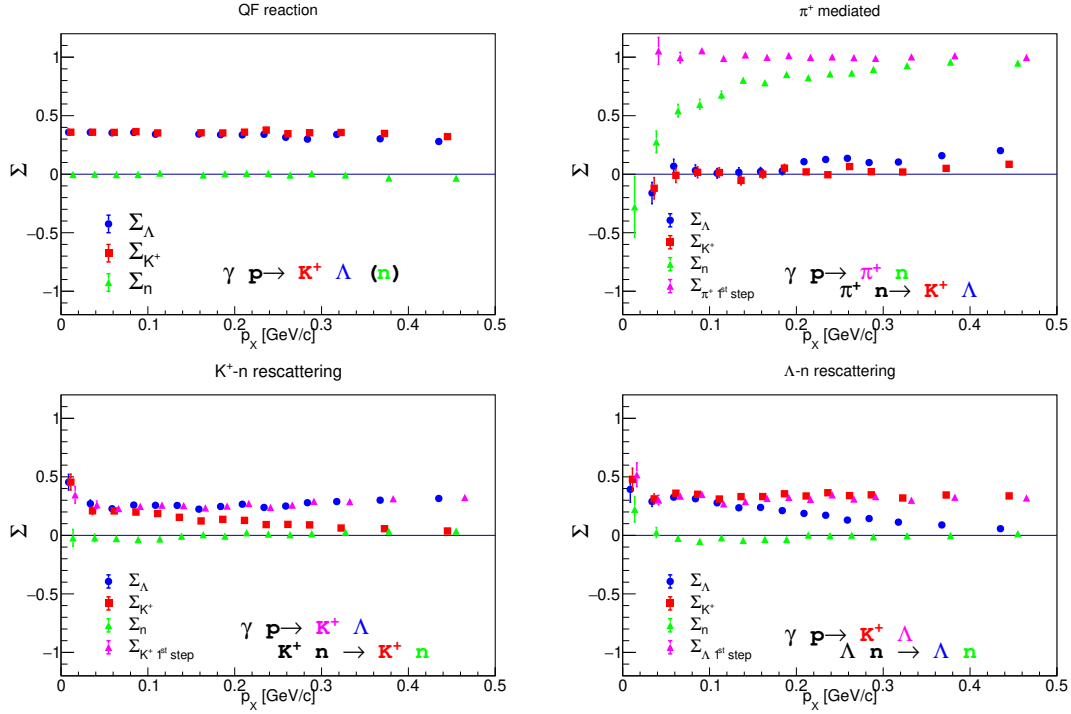 QF reaction
Σ
1
0.5
0
−0.5
−1
Σ_Λ
Σ_K⁺
Σ_n
γ p→ K⁺ Λ (n)
0 0.1 0.2 0.3 0.4 0.5
p_x [GeV/c]
π⁺ mediated
Σ
1
0.5
0
−0.5
−1
Σ_Λ
Σ_K⁺
Σ_n
Σ_π⁺ 1ˢᵗ step
γ p→ π⁺ n
π⁺ n→ K⁺ Λ
0 0.1 0.2 0.3 0.4 0.5
p_x [GeV/c]
K⁺-n rescattering
Σ
1
0.5
0
−0.5
−1
Σ_Λ
Σ_K⁺
Σ_n
Σ_K⁺ 1ˢᵗ step
γ p→ K⁺ Λ
K⁺ n → K⁺ n
0 0.1 0.2 0.3 0.4 0.5
p_x [GeV/c]
Λ-n rescattering
Σ
1
0.5
0
−0.5
−1
Σ_Λ
Σ_K⁺
Σ_n
Σ_Λ 1ˢᵗ step
γ p→ K⁺ Λ
Λ n → Λ n
0 0.1 0.2 0.3 0.4 0.5
p_x [GeV/c]